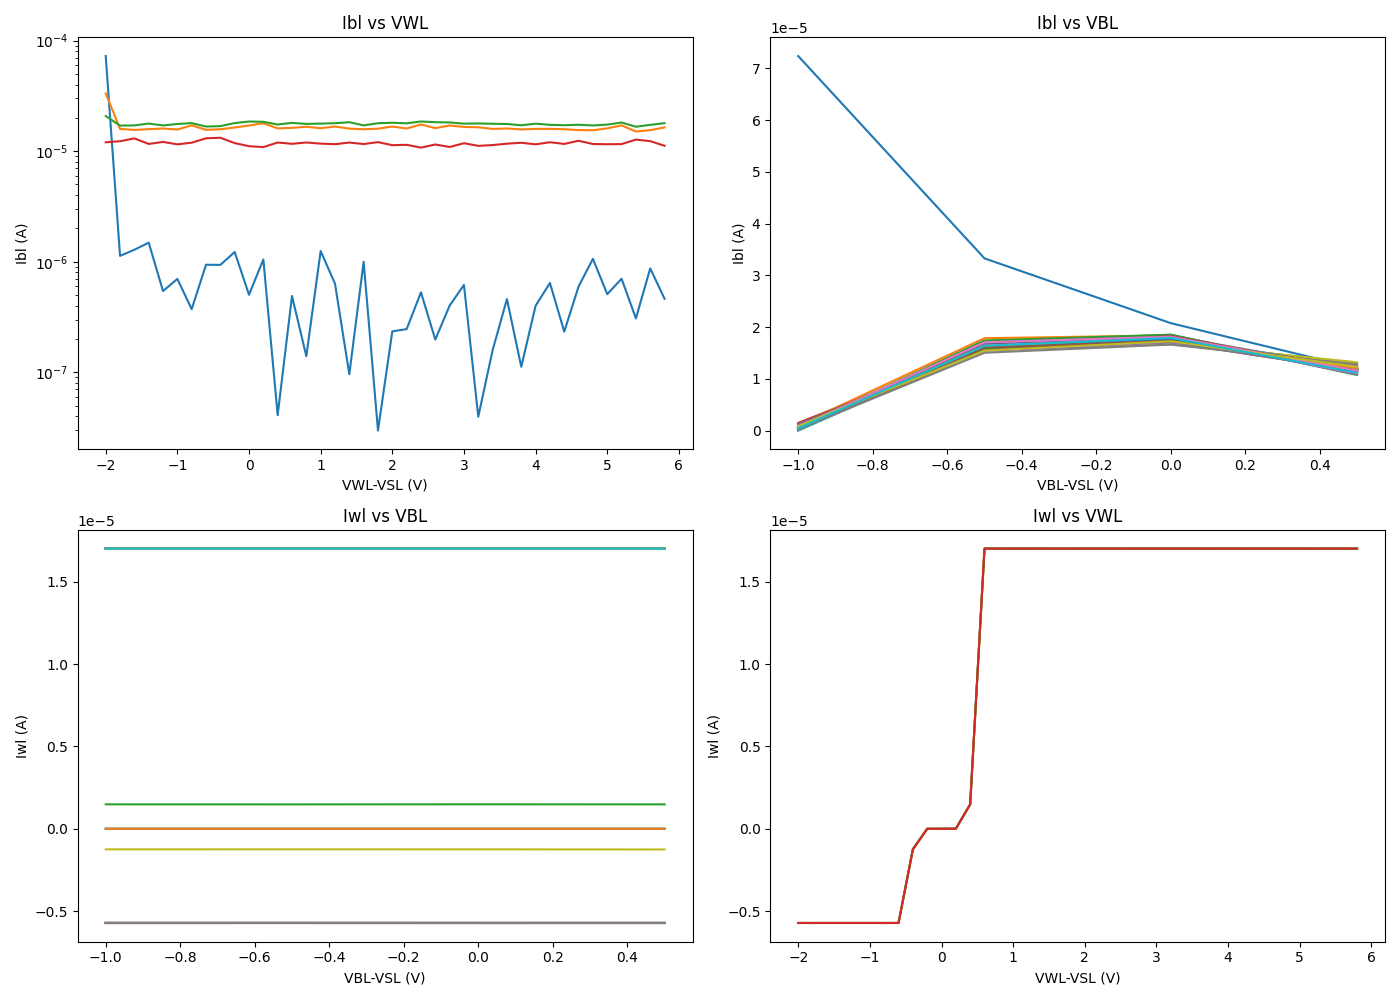 Ibl vs VWL
Ibl (A)
10⁻⁴
10⁻⁵
10⁻⁶
10⁻⁷
−2 −1 0 1 2 3 4 5 6
VWL-VSL (V)
Ibl vs VBL
1e−5
Ibl (A)
7
6
5
4
3
2
1
0
−1.0 −0.8 −0.6 −0.4 −0.2 0.0 0.2 0.4
VBL-VSL (V)
Iwl vs VBL
1e−5
Iwl (A)
1.5
1.0
0.5
0.0
−0.5
−1.0 −0.8 −0.6 −0.4 −0.2 0.0 0.2 0.4
VBL-VSL (V)
Iwl vs VWL
1e−5
Iwl (A)
1.5
1.0
0.5
0.0
−0.5
−2 −1 0 1 2 3 4 5 6
VWL-VSL (V)